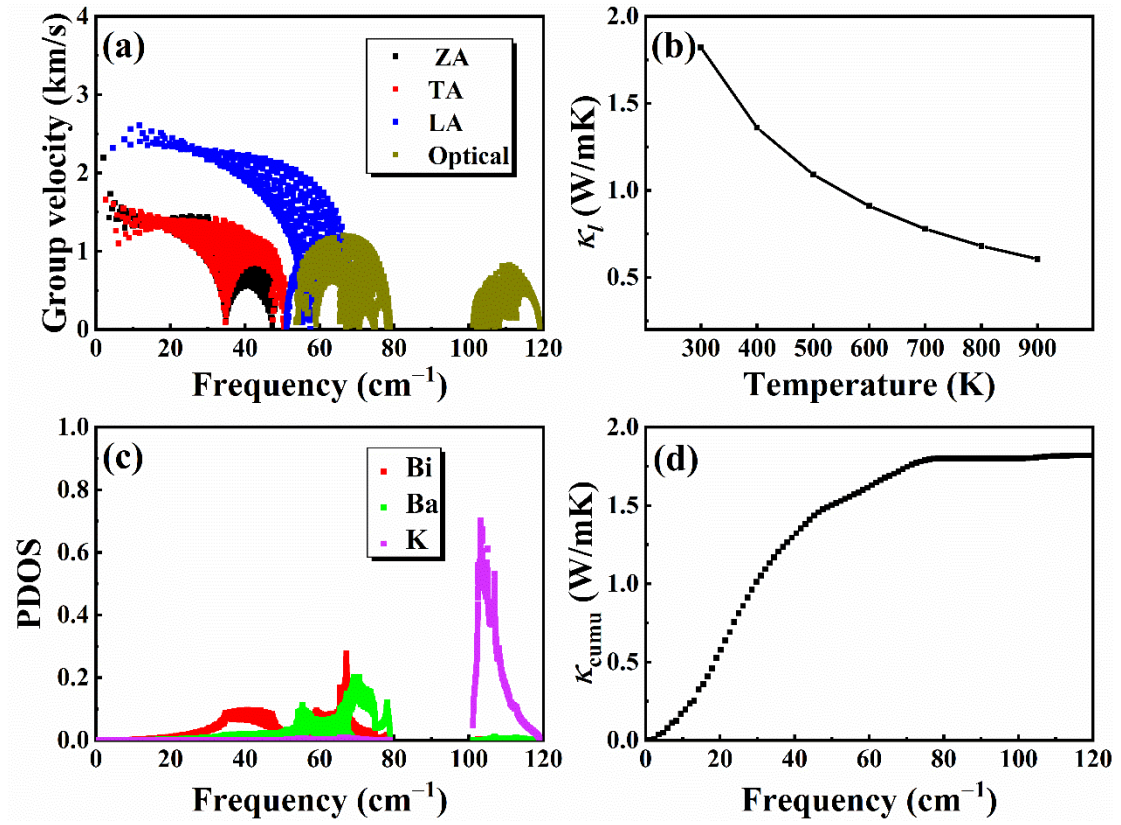 (a)
Group velocity (km/s)
4
3
2
1
0
ZA
TA
LA
Optical
0 20 40 60 80 100 120
Frequency (cm⁻¹)
(b)
κl (W/mK)
2.0
1.5
1.0
0.5
300 400 500 600 700 800 900
Temperature (K)
(c)
PDOS
1.0
0.8
0.6
0.4
0.2
0.0
Bi
Ba
K
0 20 40 60 80 100 120
Frequency (cm⁻¹)
(d)
κcumu (W/mK)
2.0
1.5
1.0
0.5
0.0
0 20 40 60 80 100 120
Frequency (cm⁻¹)